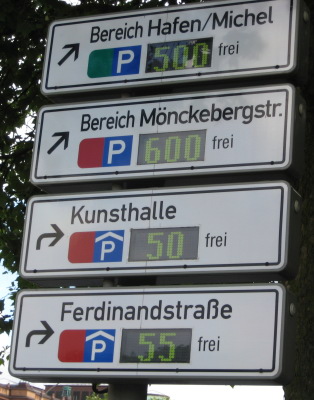 Bereich Hafen/Michel
P 500 frei
Bereich Mönckebergstr.
P 600 frei
Kunsthalle
P 50 frei
Ferdinandstraße
P 55 frei